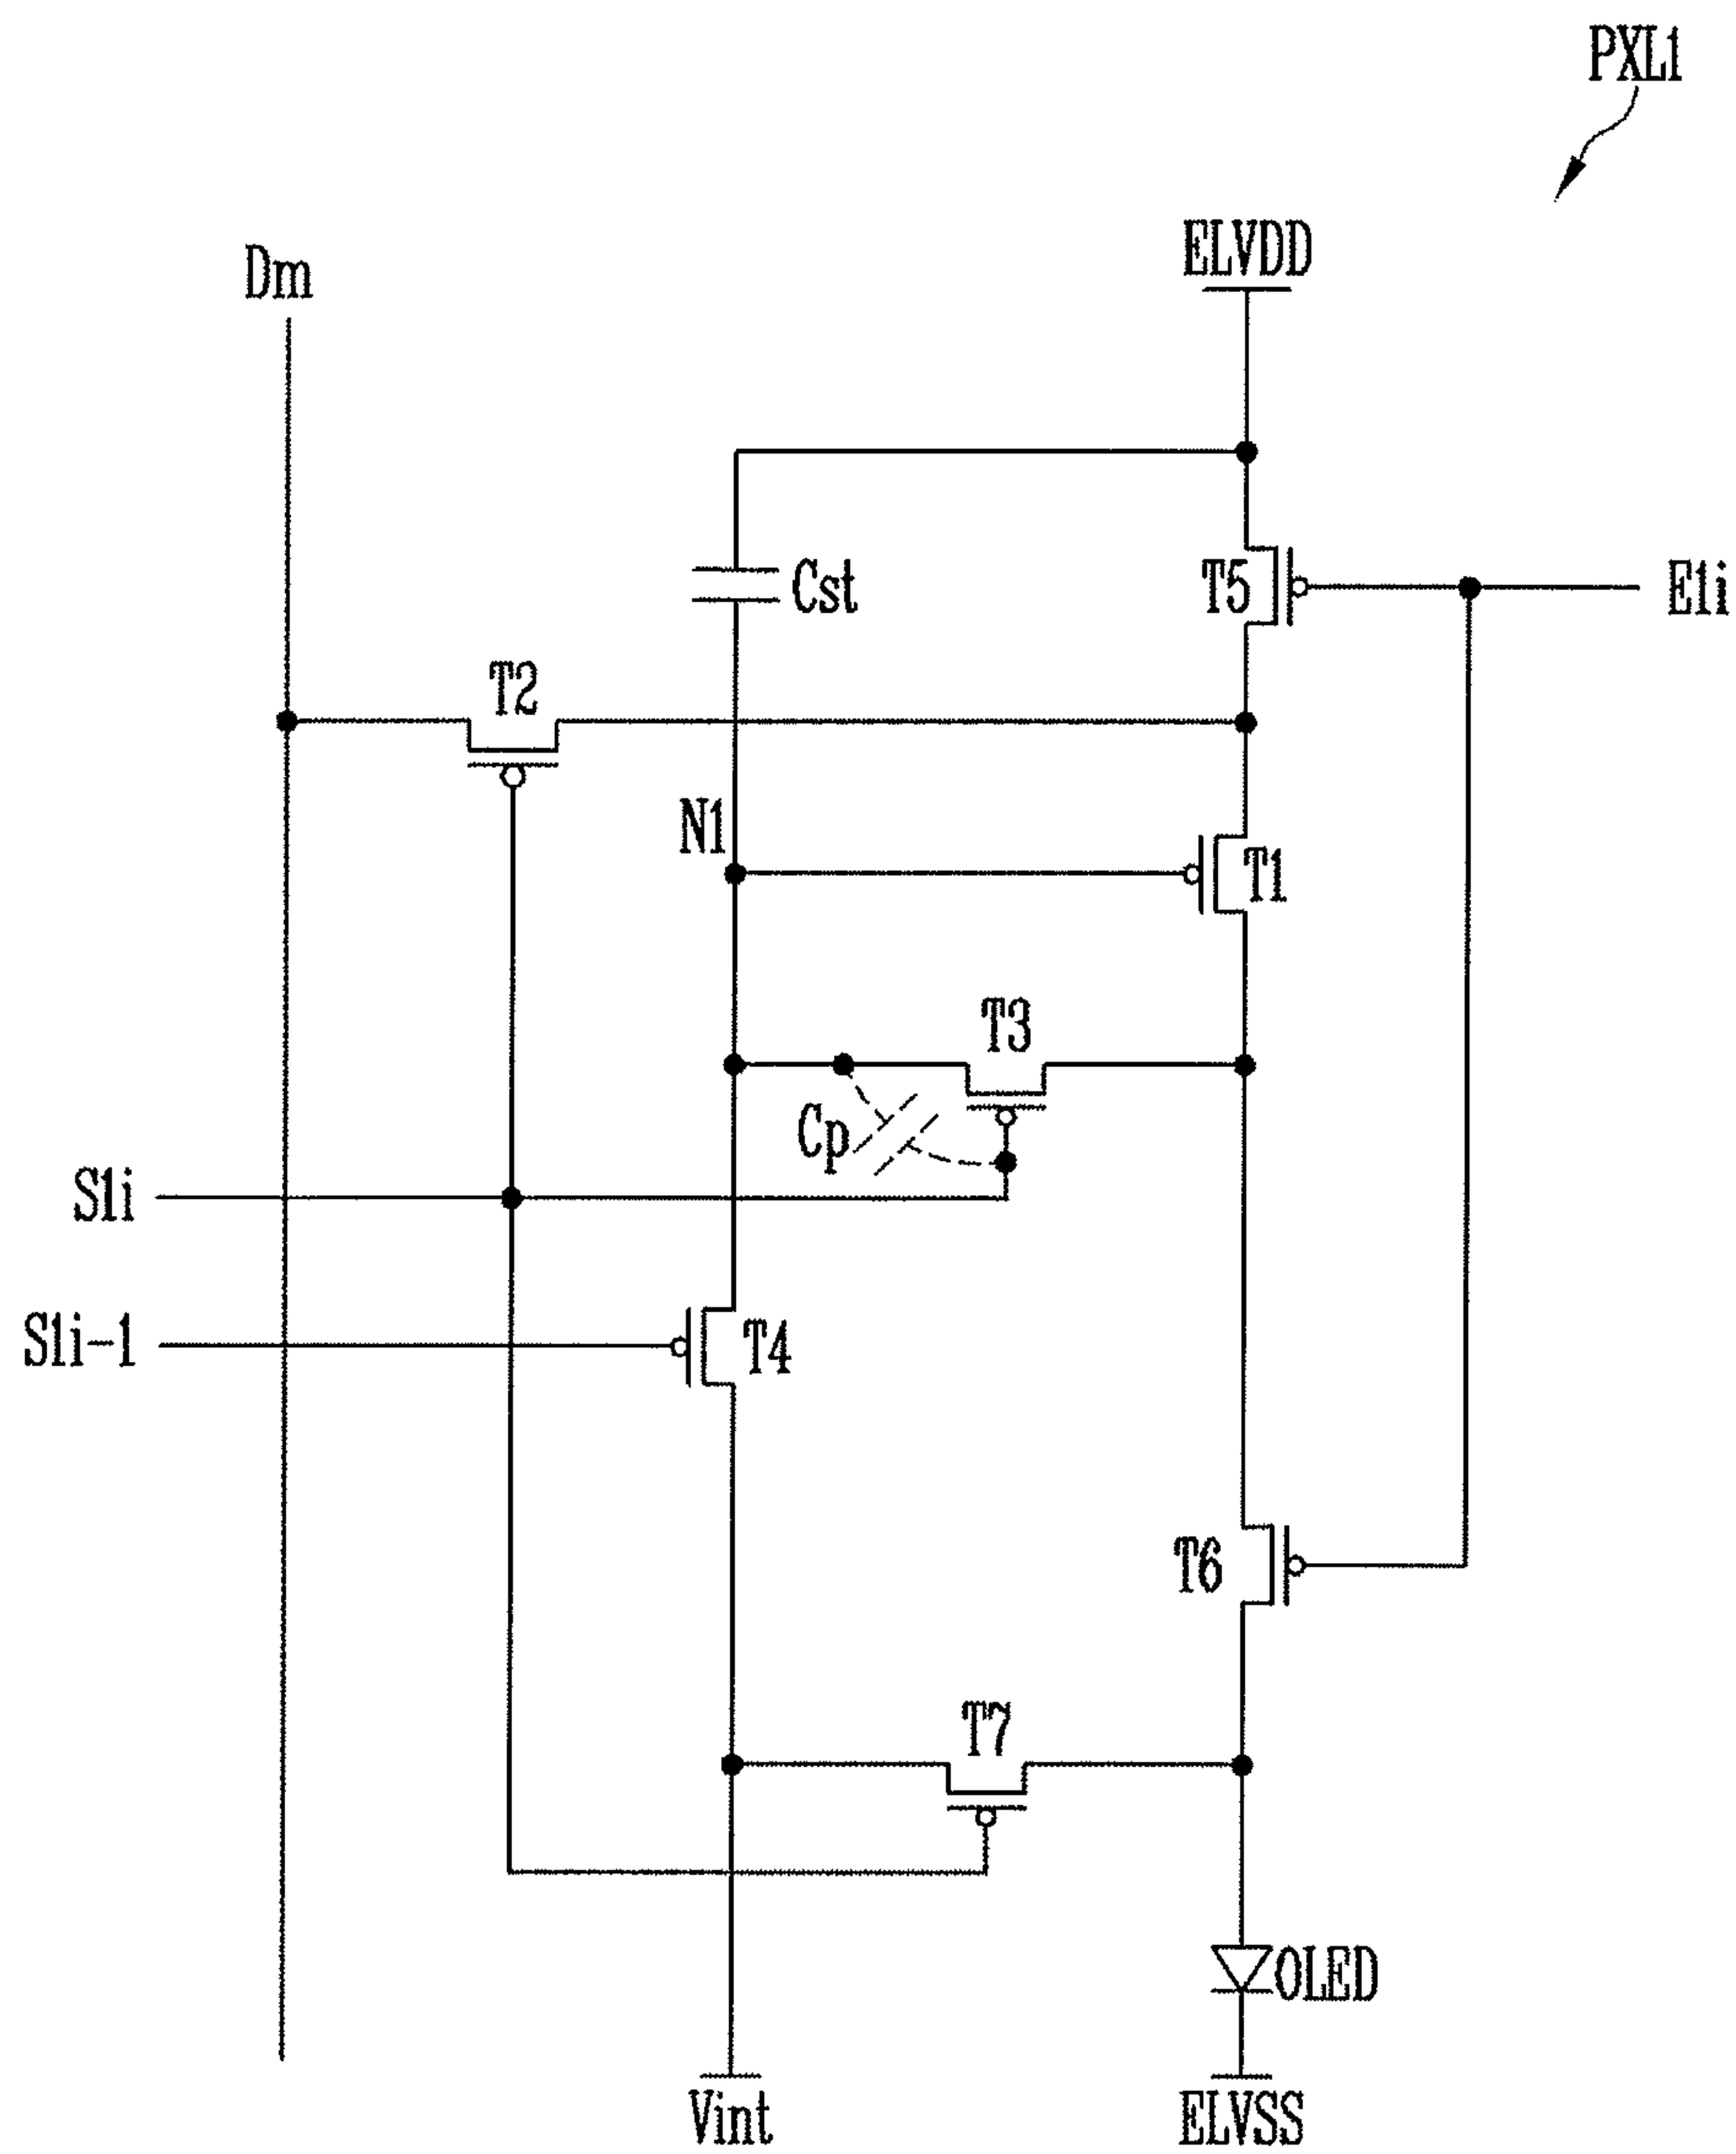 PXL1
ELVDD
Dm
Cst
T5
E1i
T2
N1
T1
T3
Cp
S1i
S1i-1
T4
T6
T7
OLED
Vint
ELVSS